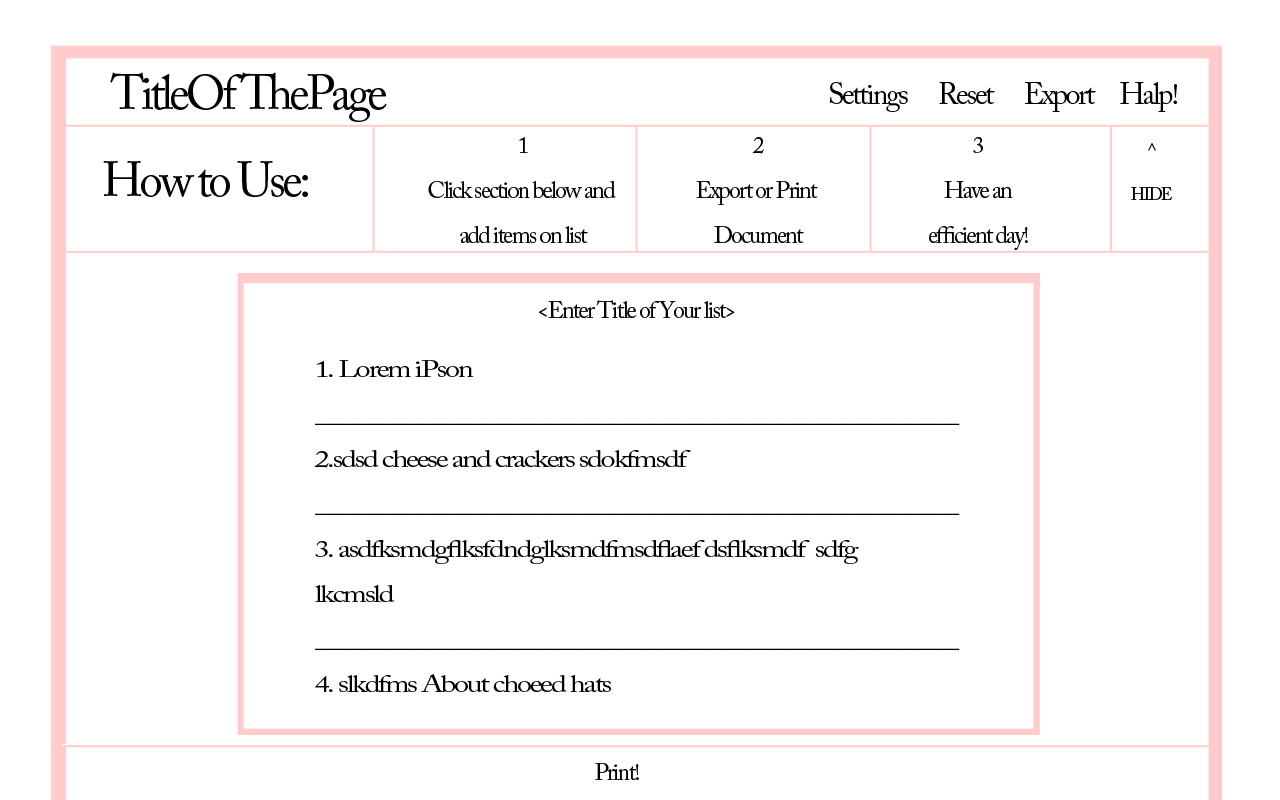 TitleOfThePage
Settings Reset Export Halp!
How to Use:
1
Click section below and
add items on list
2
Export or Print
Document
3
Have an
efficient day!
^
HIDE
<Enter Title of Your list>
1. Lorem iPson
2.sdsd cheese and crackers sdokfmsdf
3. asdfksmdgflksfdndglksmdfmsdflaef dsflksmdf sdfg
lkcmsld
4. slkdfms About choeed hats
Print!